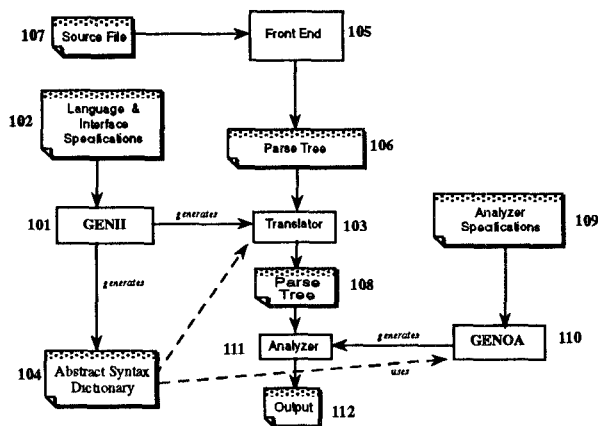 107
Source File
Front End
105
102
Language &
Interface
Specifications
Parse Tree
106
101
GENII
generates
Translator
103
Analyzer
Specifications
109
generates
Parse
Tree
108
104
Abstract Syntax
Dictionary
111
Analyzer
generates
GENOA
110
uses
Output
112